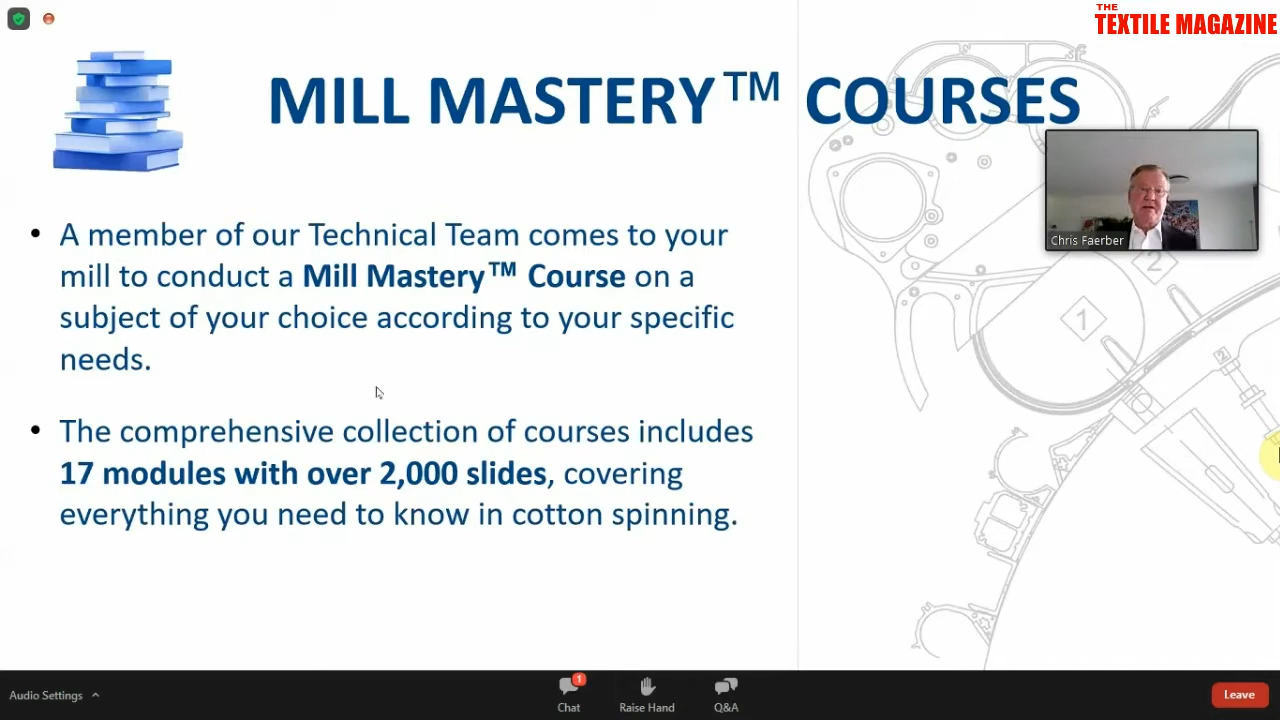 THE
TEXTILE MAGAZINE
MILL MASTERY™ COURSES
• A member of our Technical Team comes to your
mill to conduct a Mill Mastery™ Course on a
subject of your choice according to your specific
needs.
• The comprehensive collection of courses includes
17 modules with over 2,000 slides, covering
everything you need to know in cotton spinning.
Chris Faerber
2
1
2
Audio Settings
1
Chat
Raise Hand
Q&A
Leave